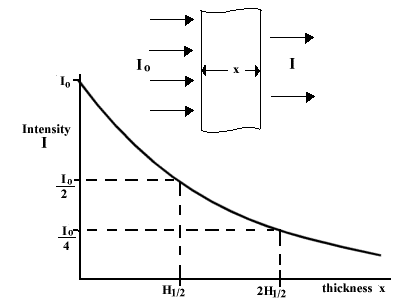 I₀ x I
I₀
Intensity
I
I₀
2
I₀
4
H1/2 2H1/2 thickness x